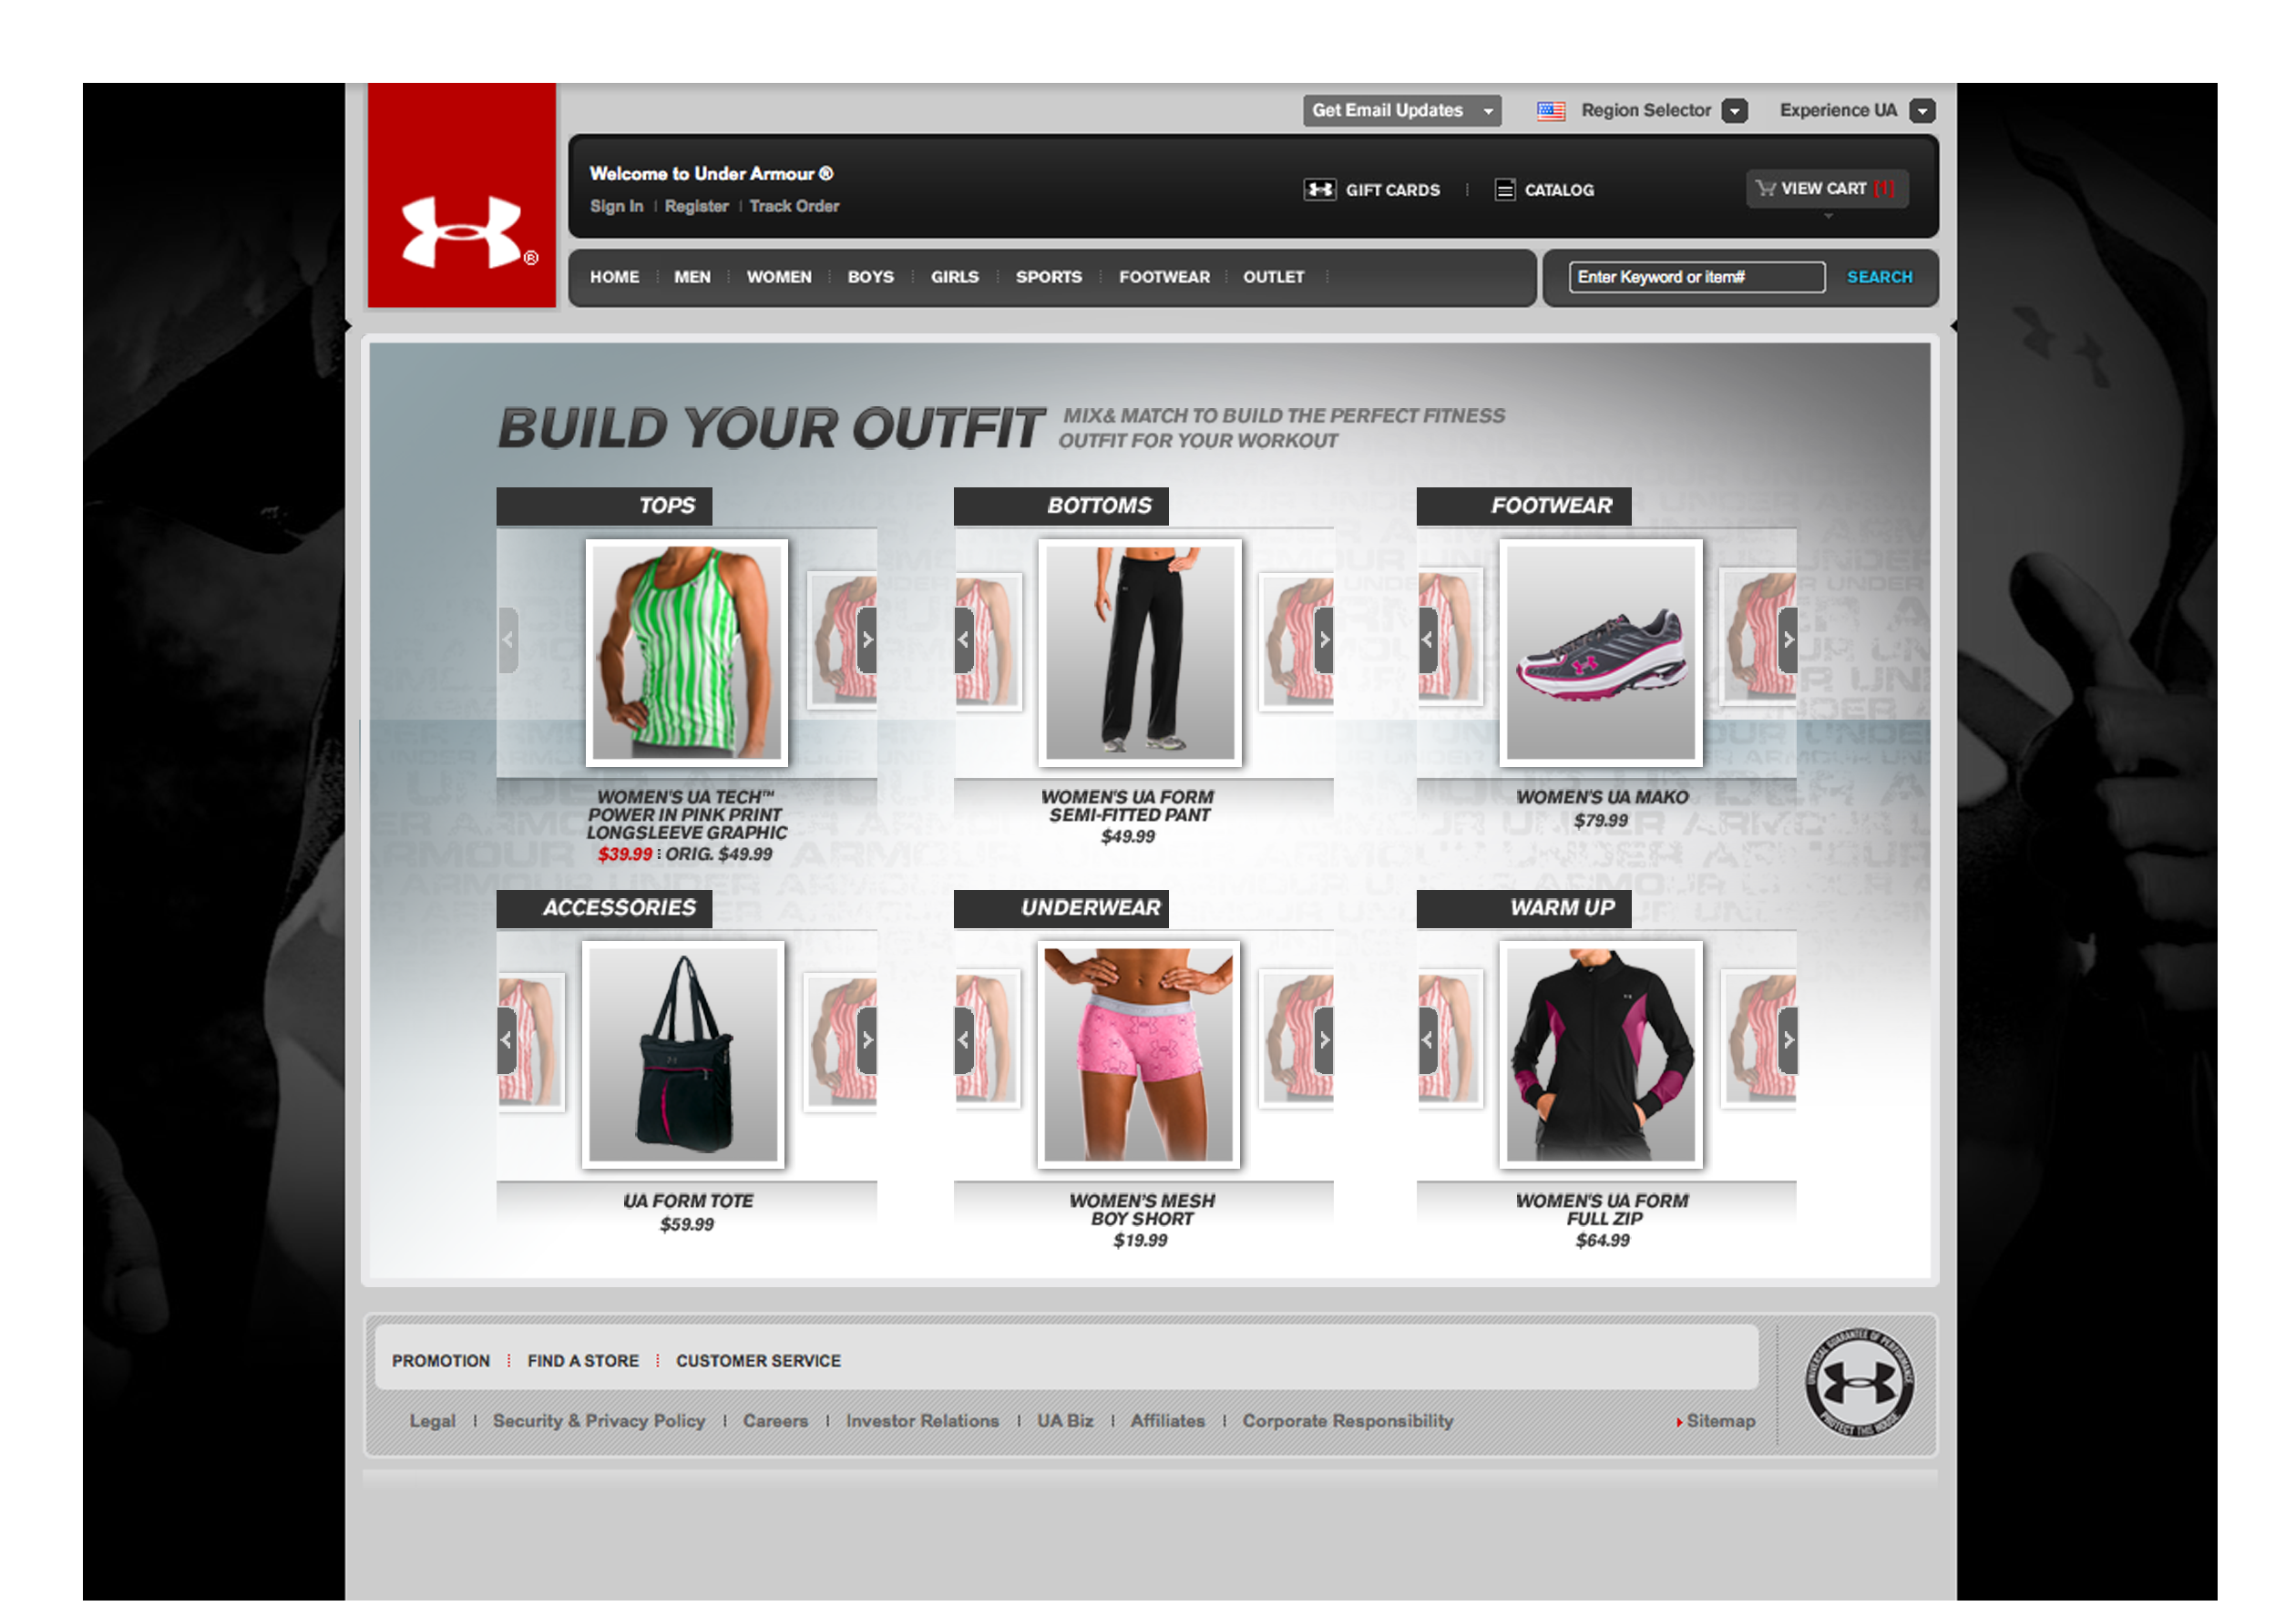 Get Email Updates
Region Selector
Experience UA
Welcome to Under Armour ®
Sign In | Register | Track Order
GIFT CARDS
CATALOG
VIEW CART [1]
®
HOME MEN WOMEN BOYS GIRLS SPORTS FOOTWEAR OUTLET
Enter Keyword or item#
SEARCH
BUILD YOUR OUTFIT
MIX& MATCH TO BUILD THE PERFECT FITNESS
OUTFIT FOR YOUR WORKOUT
TOPS
BOTTOMS
FOOTWEAR
WOMEN'S UA TECH™
POWER IN PINK PRINT
LONGSLEEVE GRAPHIC
$39.99 : ORIG. $49.99
WOMEN'S UA FORM
SEMI-FITTED PANT
$49.99
WOMEN'S UA MAKO
$79.99
ACCESSORIES
UNDERWEAR
WARM UP
UA FORM TOTE
$59.99
WOMEN'S MESH
BOY SHORT
$19.99
WOMEN'S UA FORM
FULL ZIP
$64.99
PROMOTION FIND A STORE CUSTOMER SERVICE
UNIVERSAL GUARANTEE OF PERFORMANCE
PROTECT THIS HOUSE
Legal | Security & Privacy Policy | Careers | Investor Relations | UA Biz | Affiliates | Corporate Responsibility
Sitemap